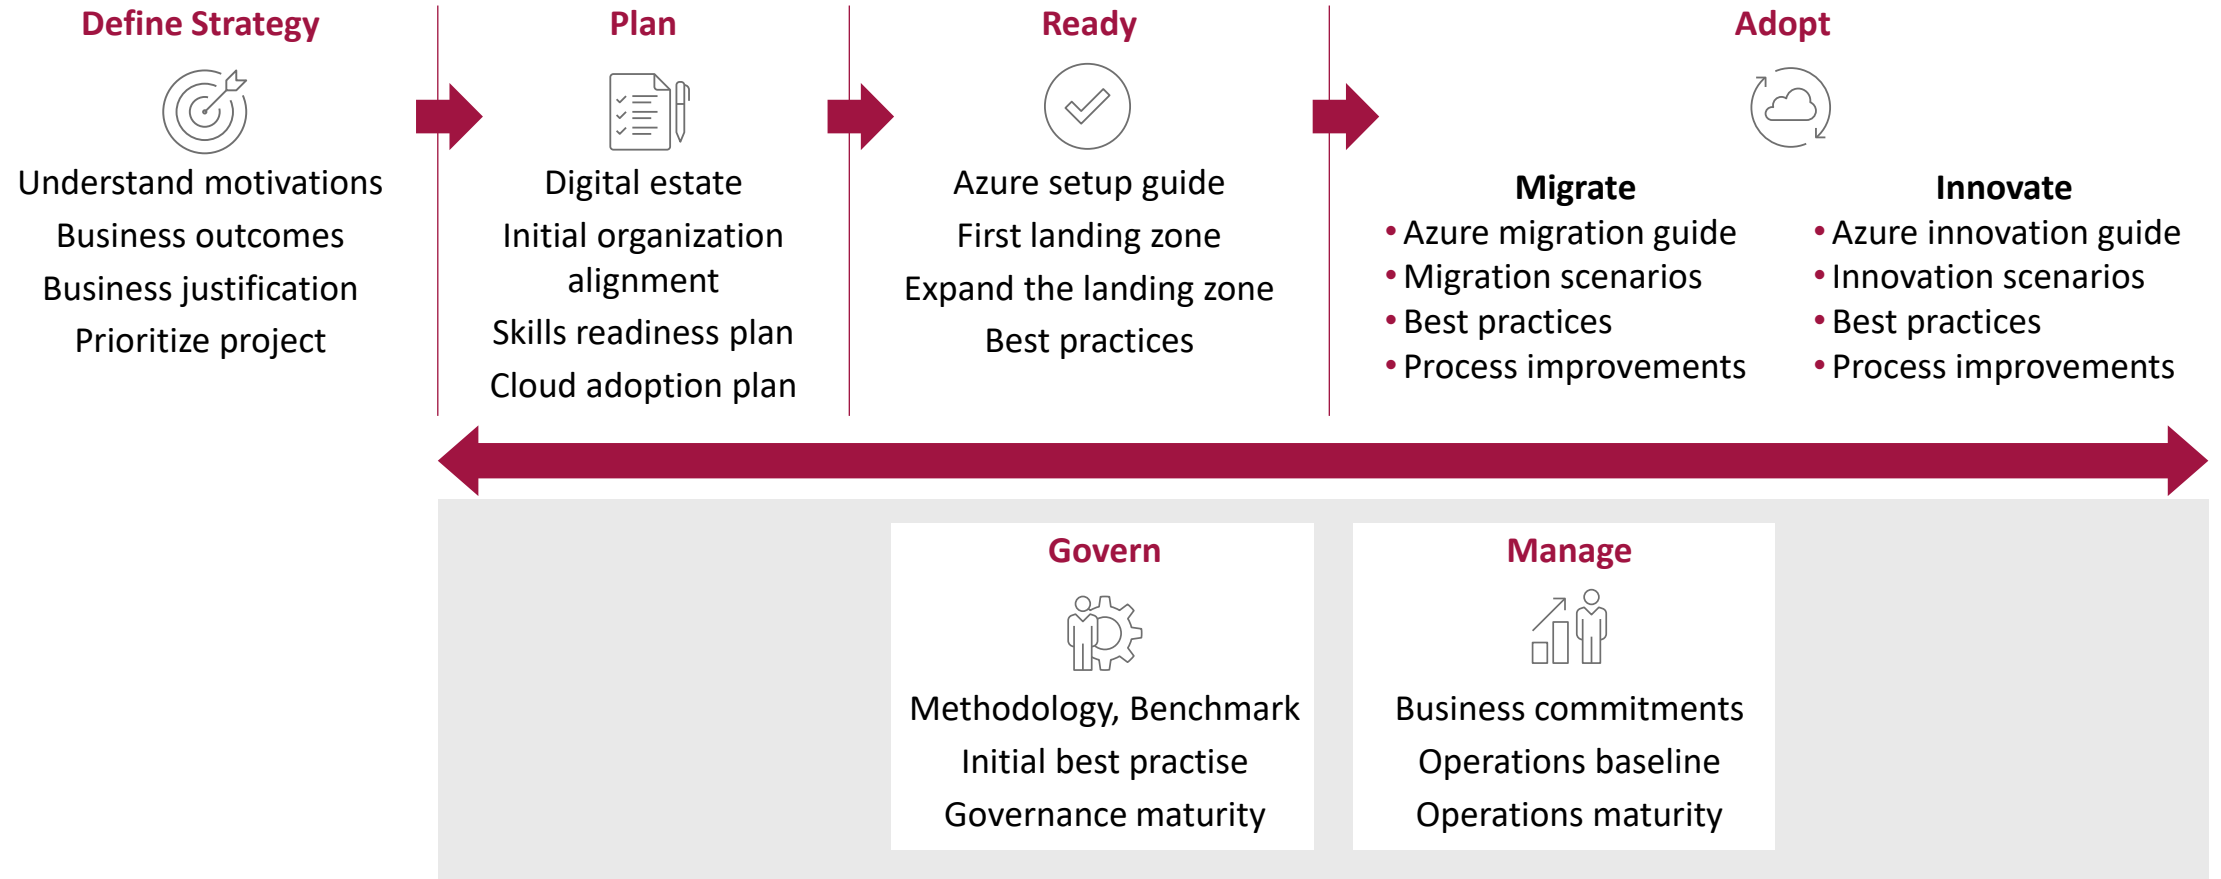 Define Strategy
Understand motivations
Business outcomes
Business justification
Prioritize project
Plan
Digital estate
Initial organization
alignment
Skills readiness plan
Cloud adoption plan
Ready
Azure setup guide
First landing zone
Expand the landing zone
Best practices
Adopt
Migrate
• Azure migration guide
• Migration scenarios
• Best practices
• Process improvements
Innovate
• Azure innovation guide
• Innovation scenarios
• Best practices
• Process improvements
Govern
Methodology, Benchmark
Initial best practise
Governance maturity
Manage
Business commitments
Operations baseline
Operations maturity